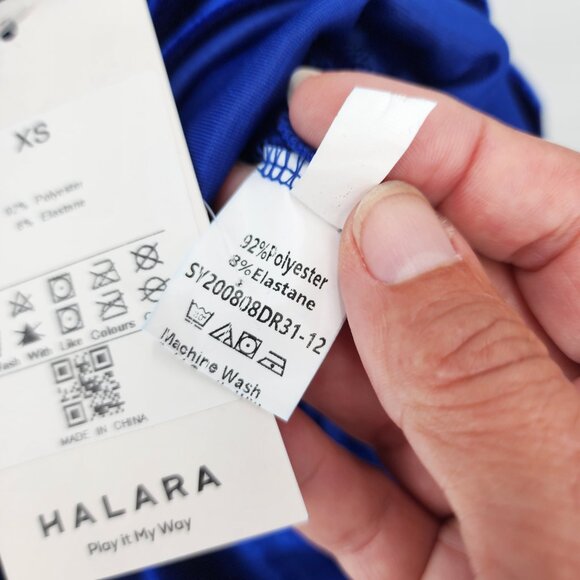 XS
92% Polyester
8% Elastane
Wash With Like Colours
MADE IN CHINA
HALARA
Play it My Way
92%Polyester
8%Elastane
SY200808DR31-12
Machine Wash